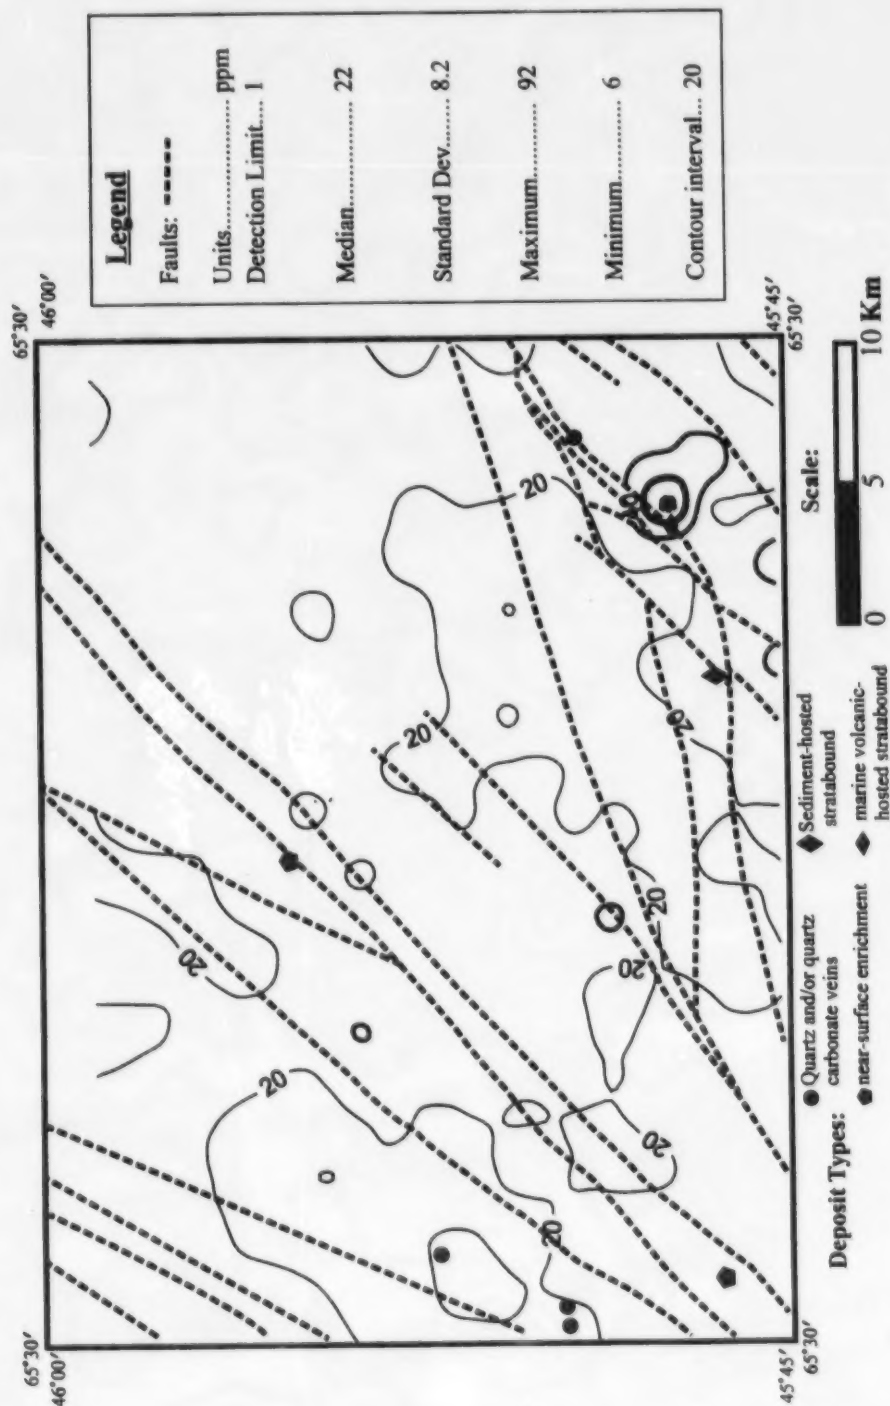 65°30′
46°00′
65°30′
46°00′
20
20
20
20
20
20
20
20
20
20
45°45′
65°30′
45°45′
65°30′
Legend
Faults:
Units..................... ppm
Detection Limit.... 1
Median................ 22
Standard Dev....... 8.2
Maximum............ 92
Minimum............. 6
Contour interval... 20
Deposit Types:
Quartz and/or quartz
carbonate veins
near-surface enrichment
Sediment-hosted
stratabound
marine volcanic-
hosted stratabound
Scale:
0 5 10 Km